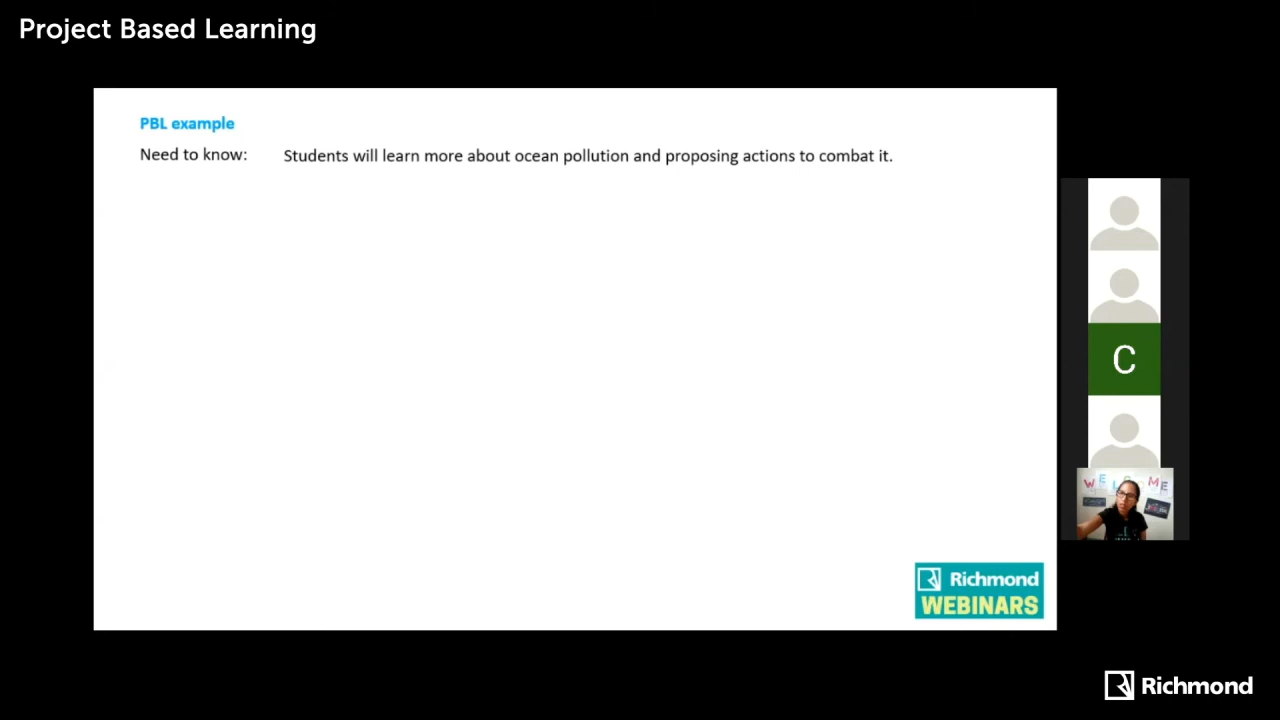 Project Based Learning
PBL example
Need to know: Students will learn more about ocean pollution and proposing actions to combat it.
C
WELCOME
Richmond
WEBINARS
Richmond